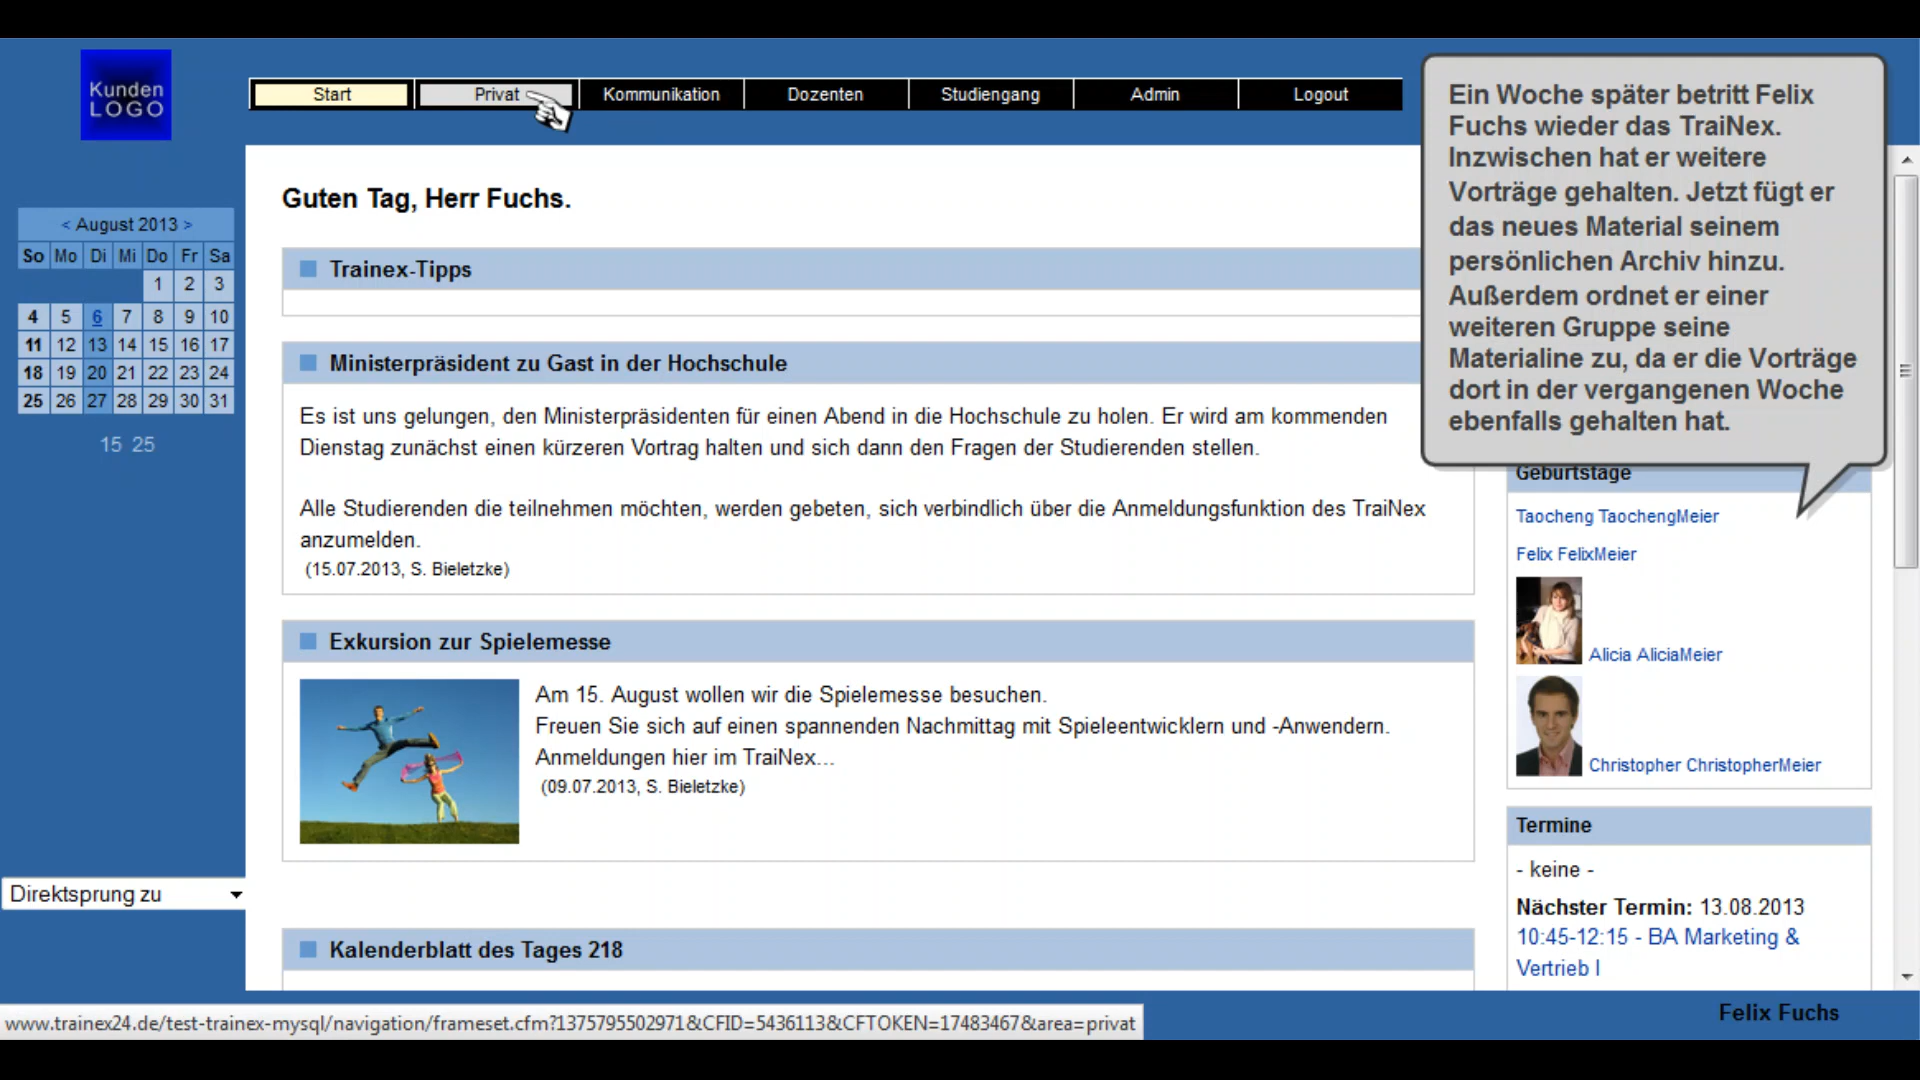 Kunden
LOGO
Start
Privat
Kommunikation
Dozenten
Studiengang
Admin
Logout
Ein Woche später betritt Felix
Fuchs wieder das TraiNex.
Inzwischen hat er weitere
Vorträge gehalten. Jetzt fügt er
das neues Material seinem
persönlichen Archiv hinzu.
Außerdem ordnet er einer
weiteren Gruppe seine
Materialine zu, da er die Vorträge
dort in der vergangenen Woche
ebenfalls gehalten hat.
< August 2013 >
So Mo Di Mi Do Fr Sa
1 2 3
4 5 6 7 8 9 10
11 12 13 14 15 16 17
18 19 20 21 22 23 24
25 26 27 28 29 30 31
15 25
Direktsprung zu
Guten Tag, Herr Fuchs.
Trainex-Tipps
Ministerpräsident zu Gast in der Hochschule
Es ist uns gelungen, den Ministerpräsidenten für einen Abend in die Hochschule zu holen. Er wird am kommenden
Dienstag zunächst einen kürzeren Vortrag halten und sich dann den Fragen der Studierenden stellen.
Alle Studierenden die teilnehmen möchten, werden gebeten, sich verbindlich über die Anmeldungsfunktion des TraiNex
anzumelden.
(15.07.2013, S. Bieletzke)
Exkursion zur Spielemesse
Am 15. August wollen wir die Spielemesse besuchen.
Freuen Sie sich auf einen spannenden Nachmittag mit Spieleentwicklern und -Anwendern.
Anmeldungen hier im TraiNex...
(09.07.2013, S. Bieletzke)
Kalenderblatt des Tages 218
Geburtstage
Taocheng TaochengMeier
Felix FelixMeier
Alicia AliciaMeier
Christopher ChristopherMeier
Termine
- keine -
Nächster Termin: 13.08.2013
10:45-12:15 - BA Marketing &
Vertrieb I
www.trainex24.de/test-trainex-mysql/navigation/frameset.cfm?1375795502971&CFID=5436113&CFTOKEN=17483467&area=privat
Felix Fuchs